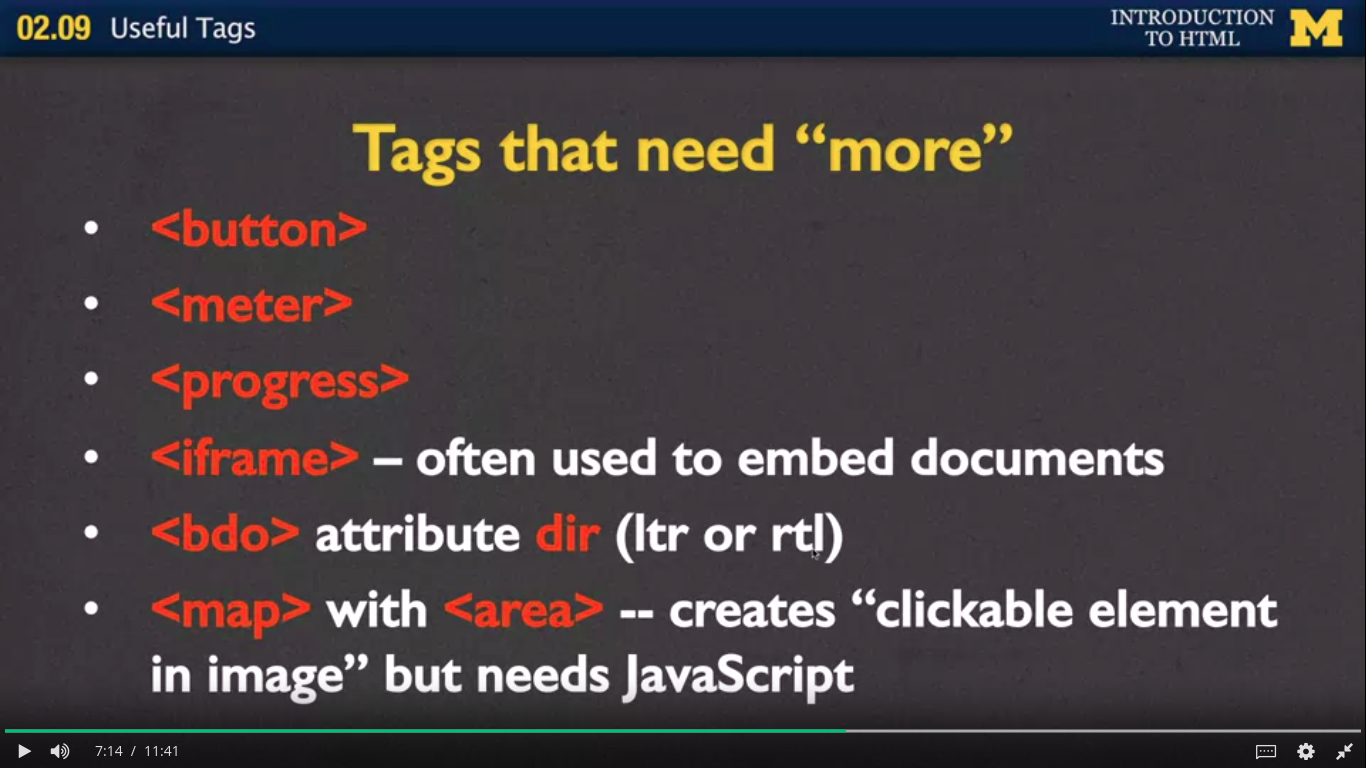 02.09 Useful Tags
INTRODUCTION
TO HTML
M
Tags that need “more”
• <button>
• <meter>
• <progress>
• <iframe> – often used to embed documents
• <bdo> attribute dir (ltr or rtl)
• <map> with <area> -- creates “clickable element
in image” but needs JavaScript
7:14 / 11:41